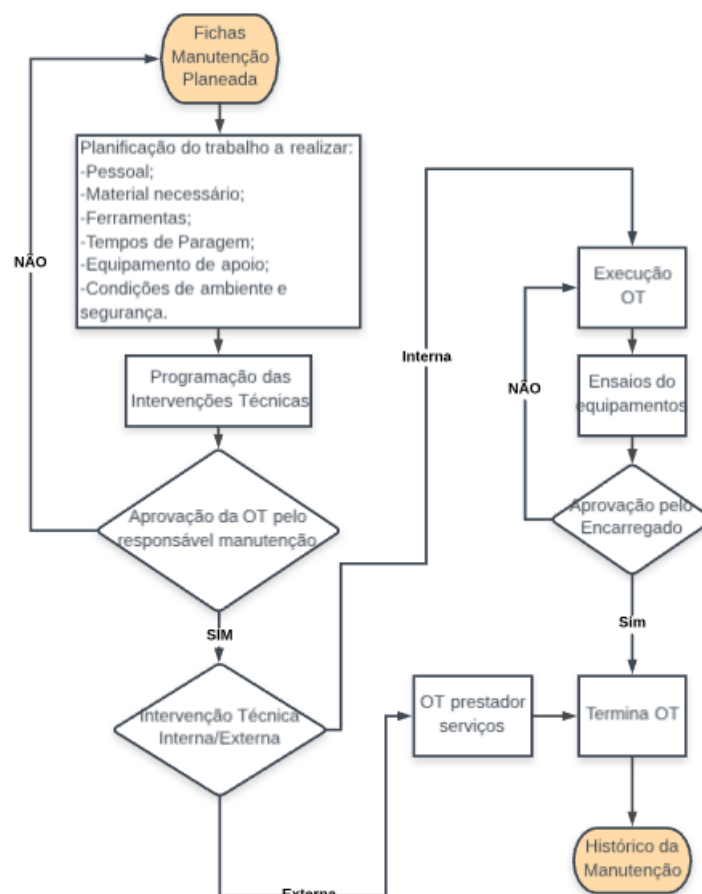 Fichas
Manutenção
Planeada
Planificação do trabalho a realizar:
-Pessoal;
-Material necessário;
-Ferramentas;
-Tempos de Paragem;
-Equipamento de apoio;
-Condições de ambiente e
segurança.
NÃO
Programação das
Intervenções Técnicas
Aprovação da OT pelo
responsável manutenção
SIM
Intervenção Técnica
Interna/Externa
Interna
Externa
Execução
OT
NÃO
Ensaios do
equipamentos
Aprovação pelo
Encarregado
Sim
OT prestador
serviços
Termina OT
Histórico da
Manutenção